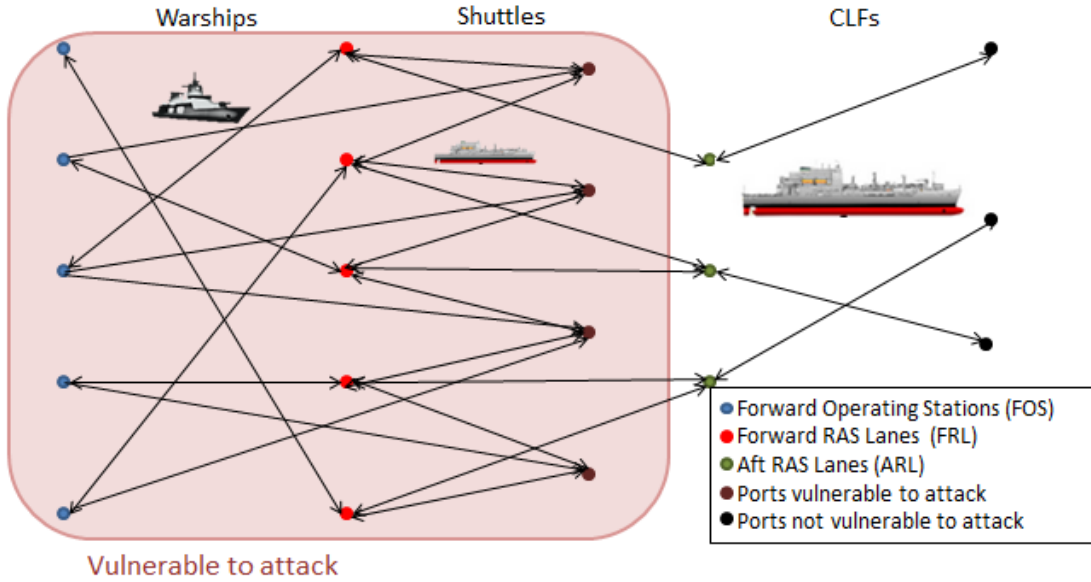 Warships
Shuttles
CLFs
Forward Operating Stations (FOS)
Forward RAS Lanes (FRL)
Aft RAS Lanes (ARL)
Ports vulnerable to attack
Ports not vulnerable to attack
Vulnerable to attack